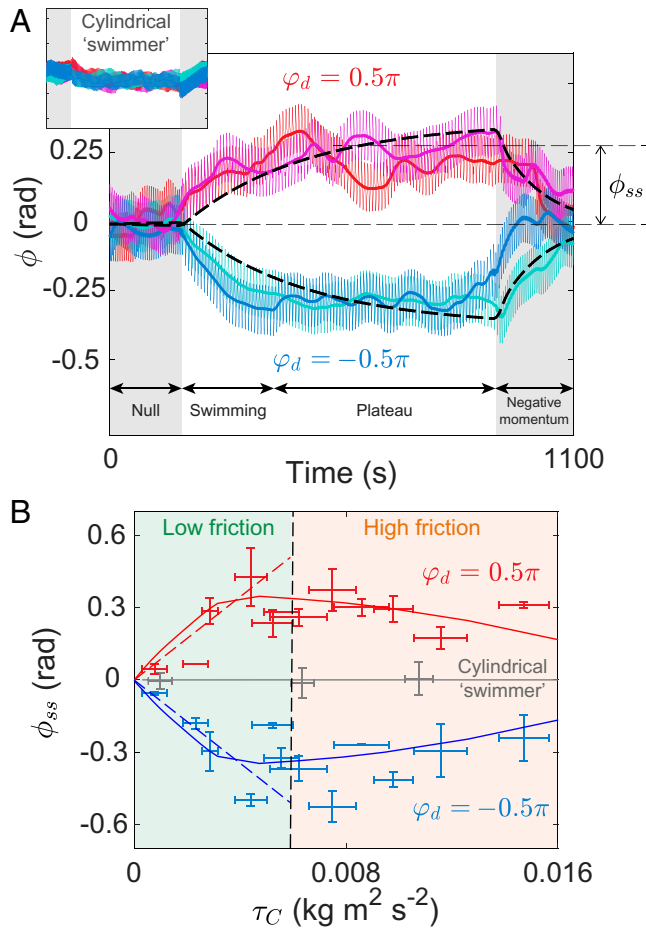 A
Cylindrical
'swimmer'
φ_d = 0.5π
0.25
0
-0.25
-0.5
ϕ (rad)
ϕ_ss
φ_d = −0.5π
Null
Swimming
Plateau
Negative
momentum
0
1100
Time (s)
B
Low friction
High friction
0.6
0.3
0
-0.3
-0.6
ϕ_ss (rad)
φ_d = 0.5π
Cylindrical
'swimmer'
φ_d = −0.5π
0
0.008
0.016
τ_C (kg m² s⁻²)